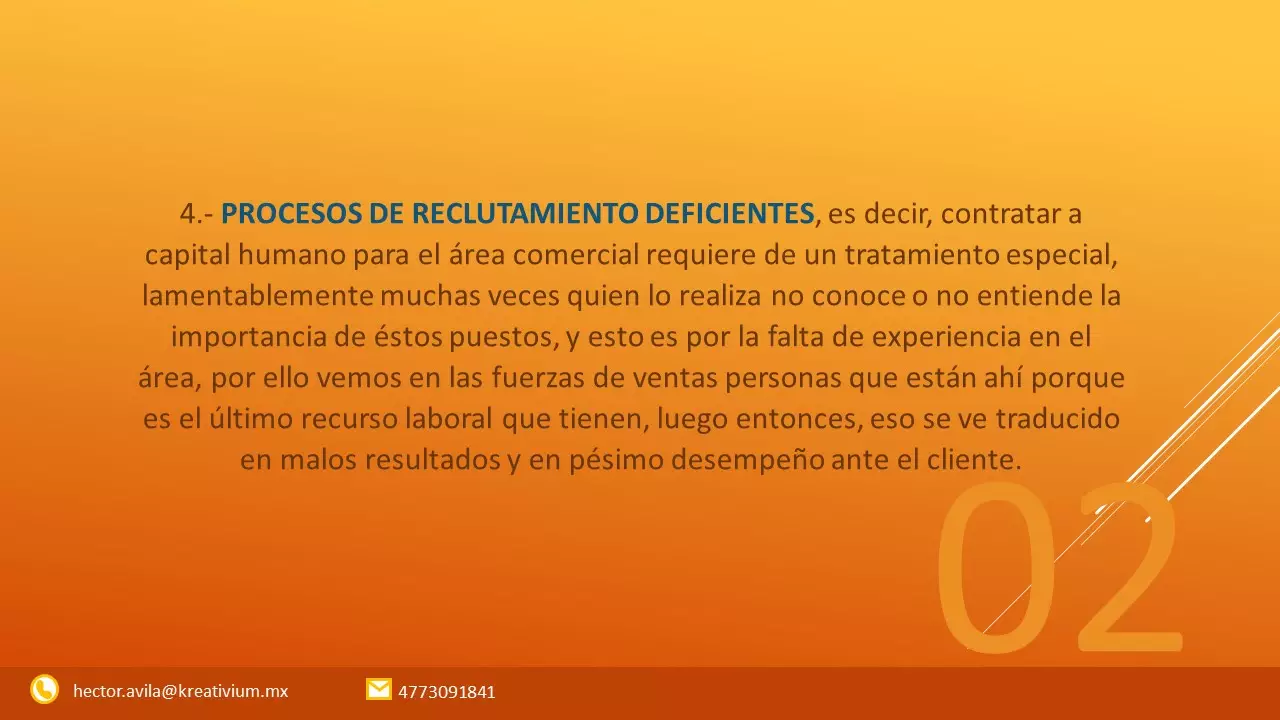 4.- PROCESOS DE RECLUTAMIENTO DEFICIENTES, es decir, contratar a
capital humano para el área comercial requiere de un tratamiento especial,
lamentablemente muchas veces quien lo realiza no conoce o no entiende la
importancia de éstos puestos, y esto es por la falta de experiencia en el
área, por ello vemos en las fuerzas de ventas personas que están ahí porque
es el último recurso laboral que tienen, luego entonces, eso se ve traducido
en malos resultados y en pésimo desempeño ante el cliente.
02
hector.avila@kreativium.mx
4773091841